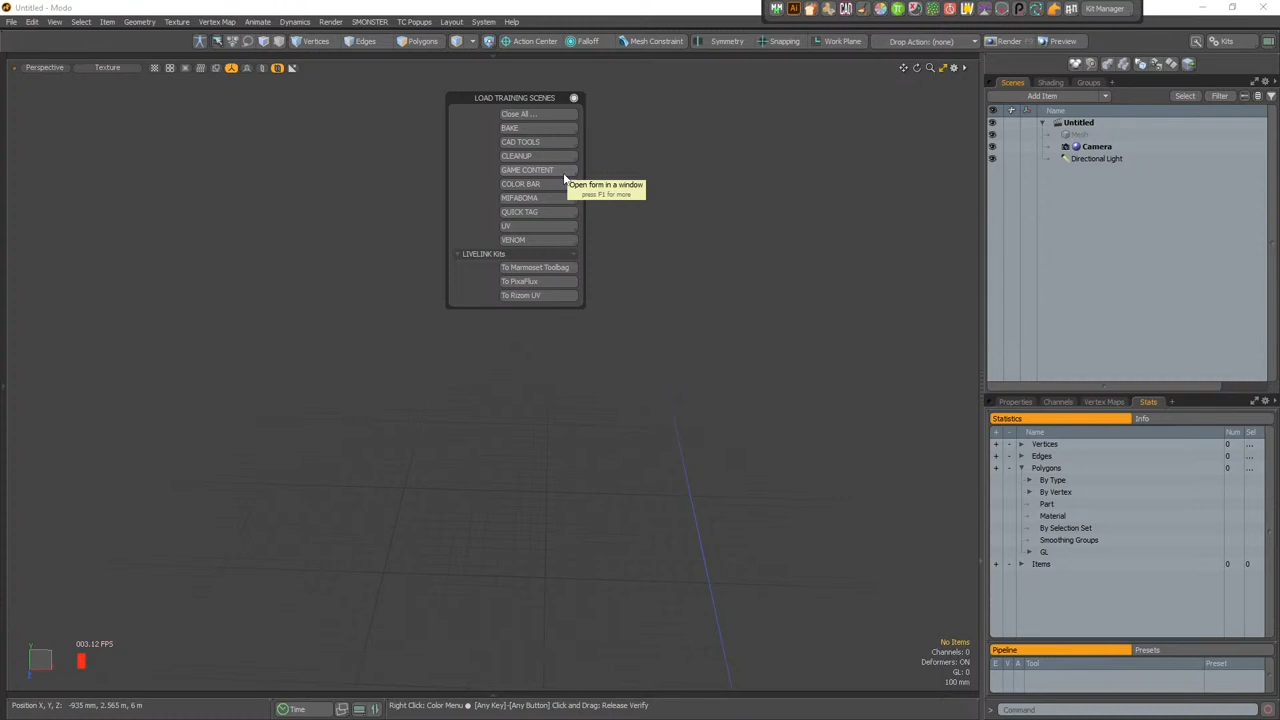 Untitled - Modo
Kit Manager
File Edit View Select Item Geometry Texture Vertex Map Animate Dynamics Render SMONSTER TC Popups Layout System Help
Vertices Edges Polygons Action Center Falloff Mesh Constraint Symmetry Snapping Work Plane Drop Action: (none) Render F9 Preview Kits
Perspective Texture
LOAD TRAINING SCENES
Close All ...
BAKE
CAD TOOLS
CLEANUP
GAME CONTENT
COLOR BAR
MIFABOMA
QUICK TAG
UV
VENOM
Open form in a window
press F1 for more
LIVELINK Kits
To Marmoset Toolbag
To PixaFlux
To Rizom UV
Scenes Shading Groups +
Add Item Select Filter
Name
Untitled
Mesh
Camera
Directional Light
Properties Channels Vertex Maps Stats +
Statistics Info
+ - Name Num Sel
+ - Vertices 0 ...
+ - Edges 0 ...
+ - Polygons 0 ...
By Type
By Vertex
Part
Material
By Selection Set
Smoothing Groups
GL
+ - Items 0 0
003.12 FPS
No Items
Channels: 0
Deformers: ON
GL: 0
100 mm
Pipeline Presets
E V A Tool Preset
Position X, Y, Z: -935 mm, 2.565 m, 6 m
Time
Right Click: Color Menu ● [Any Key]-[Any Button] Click and Drag: Release Verify
Command